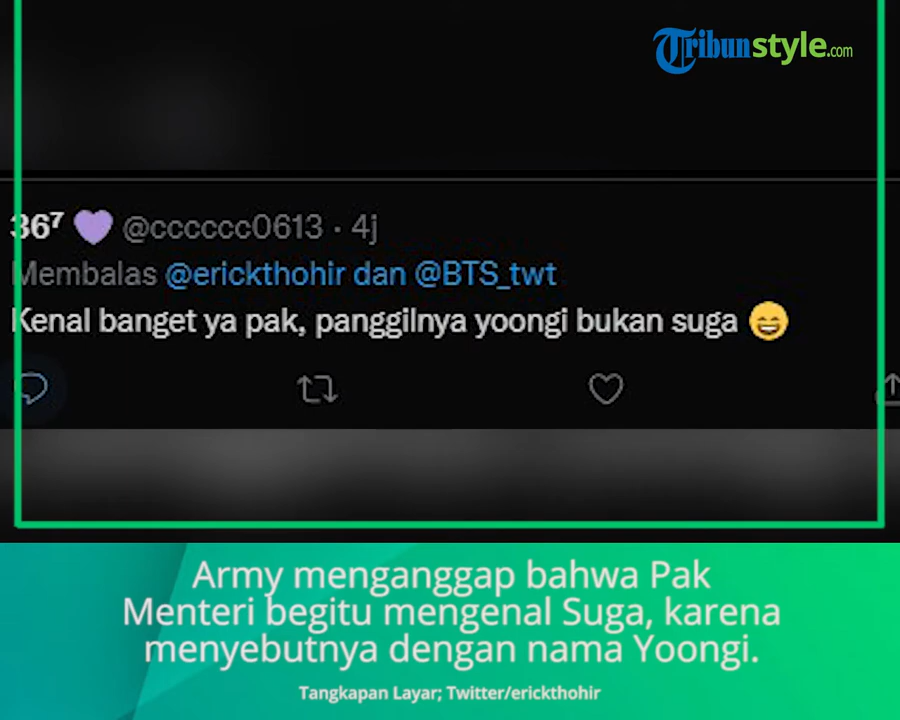 Tribunstyle.com
36⁷ 💜 @cccccc0613 · 4j
Membalas @erickthohir dan @BTS_twt
Kenal banget ya pak, panggilnya yoongi bukan suga 😄
Army menganggap bahwa Pak
Menteri begitu mengenal Suga, karena
menyebutnya dengan nama Yoongi.
Tangkapan Layar; Twitter/erickthohir